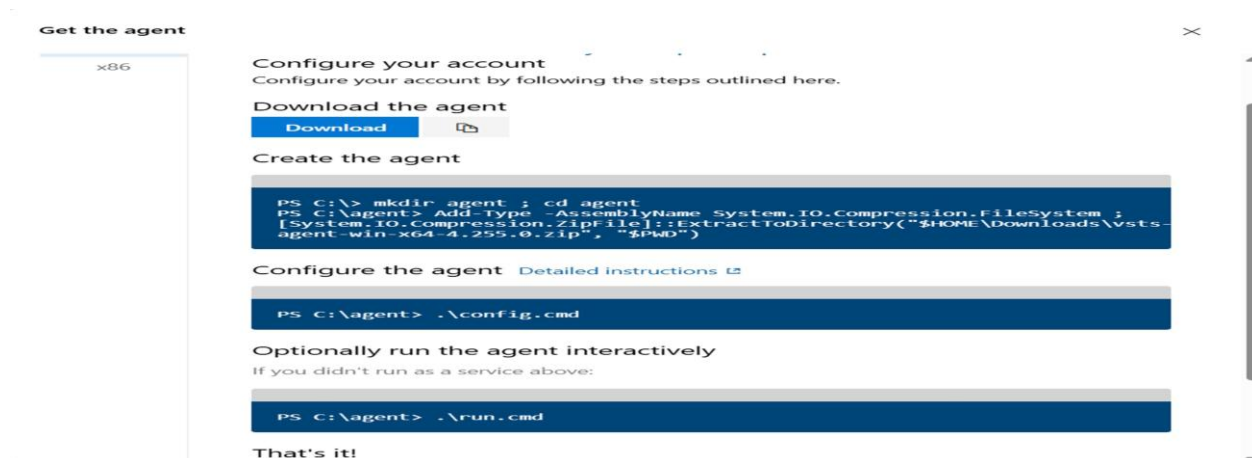 Get the agent
x86
Configure your account
Configure your account by following the steps outlined here.
Download the agent
Download
Create the agent
PS C:\> mkdir agent ; cd agent
PS C:\agent> Add-Type -AssemblyName System.IO.Compression.FileSystem ;
[System.IO.Compression.ZipFile]::ExtractToDirectory("$HOME\Downloads\vsts-
agent-win-x64-4.255.0.zip", "$PWD")
Configure the agent Detailed instructions
PS C:\agent> .\config.cmd
Optionally run the agent interactively
If you didn't run as a service above:
PS C:\agent> .\run.cmd
That's it!